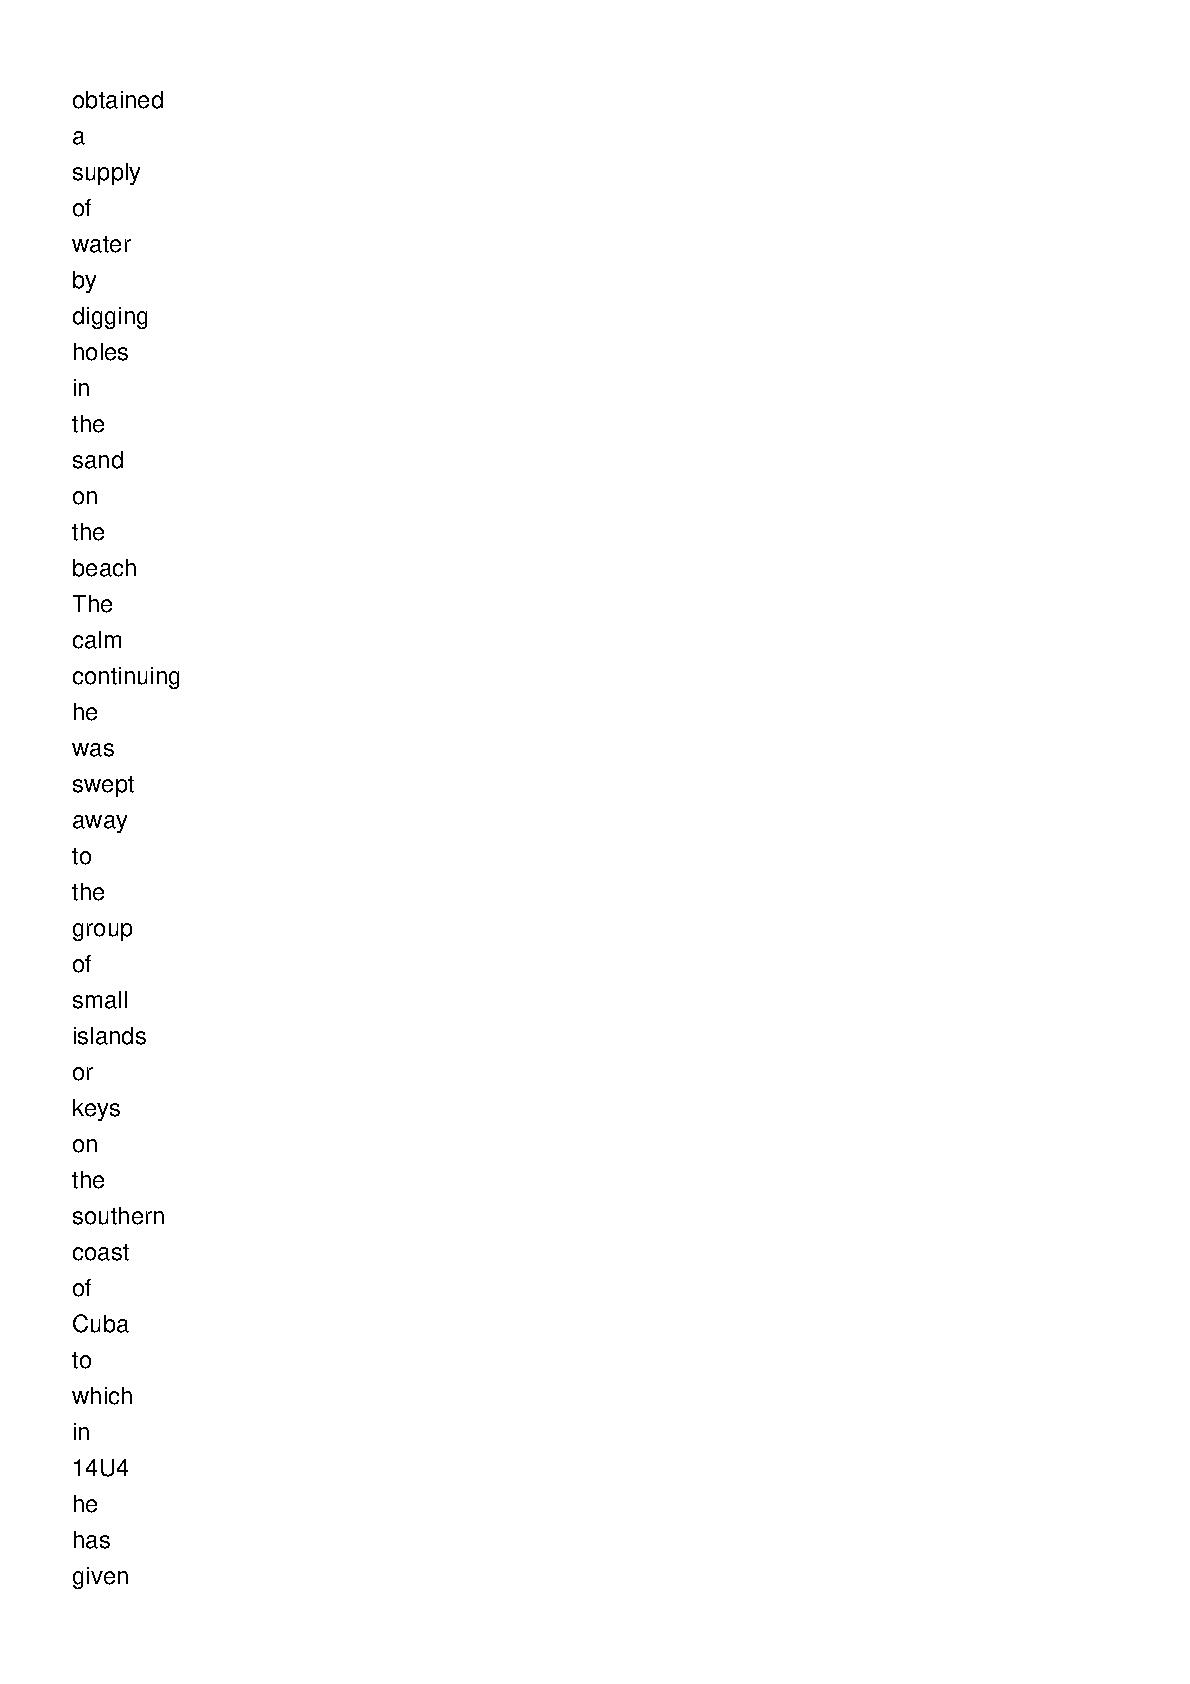 obtained
a
supply
of
water
by
digging
holes
in
the
sand
on
the
beach
The
calm
continuing
he
was
swept
away
to
the
group
of
small
islands
or
keys
on
the
southern
coast
of
Cuba
to
which
in
14U4
he
has
given